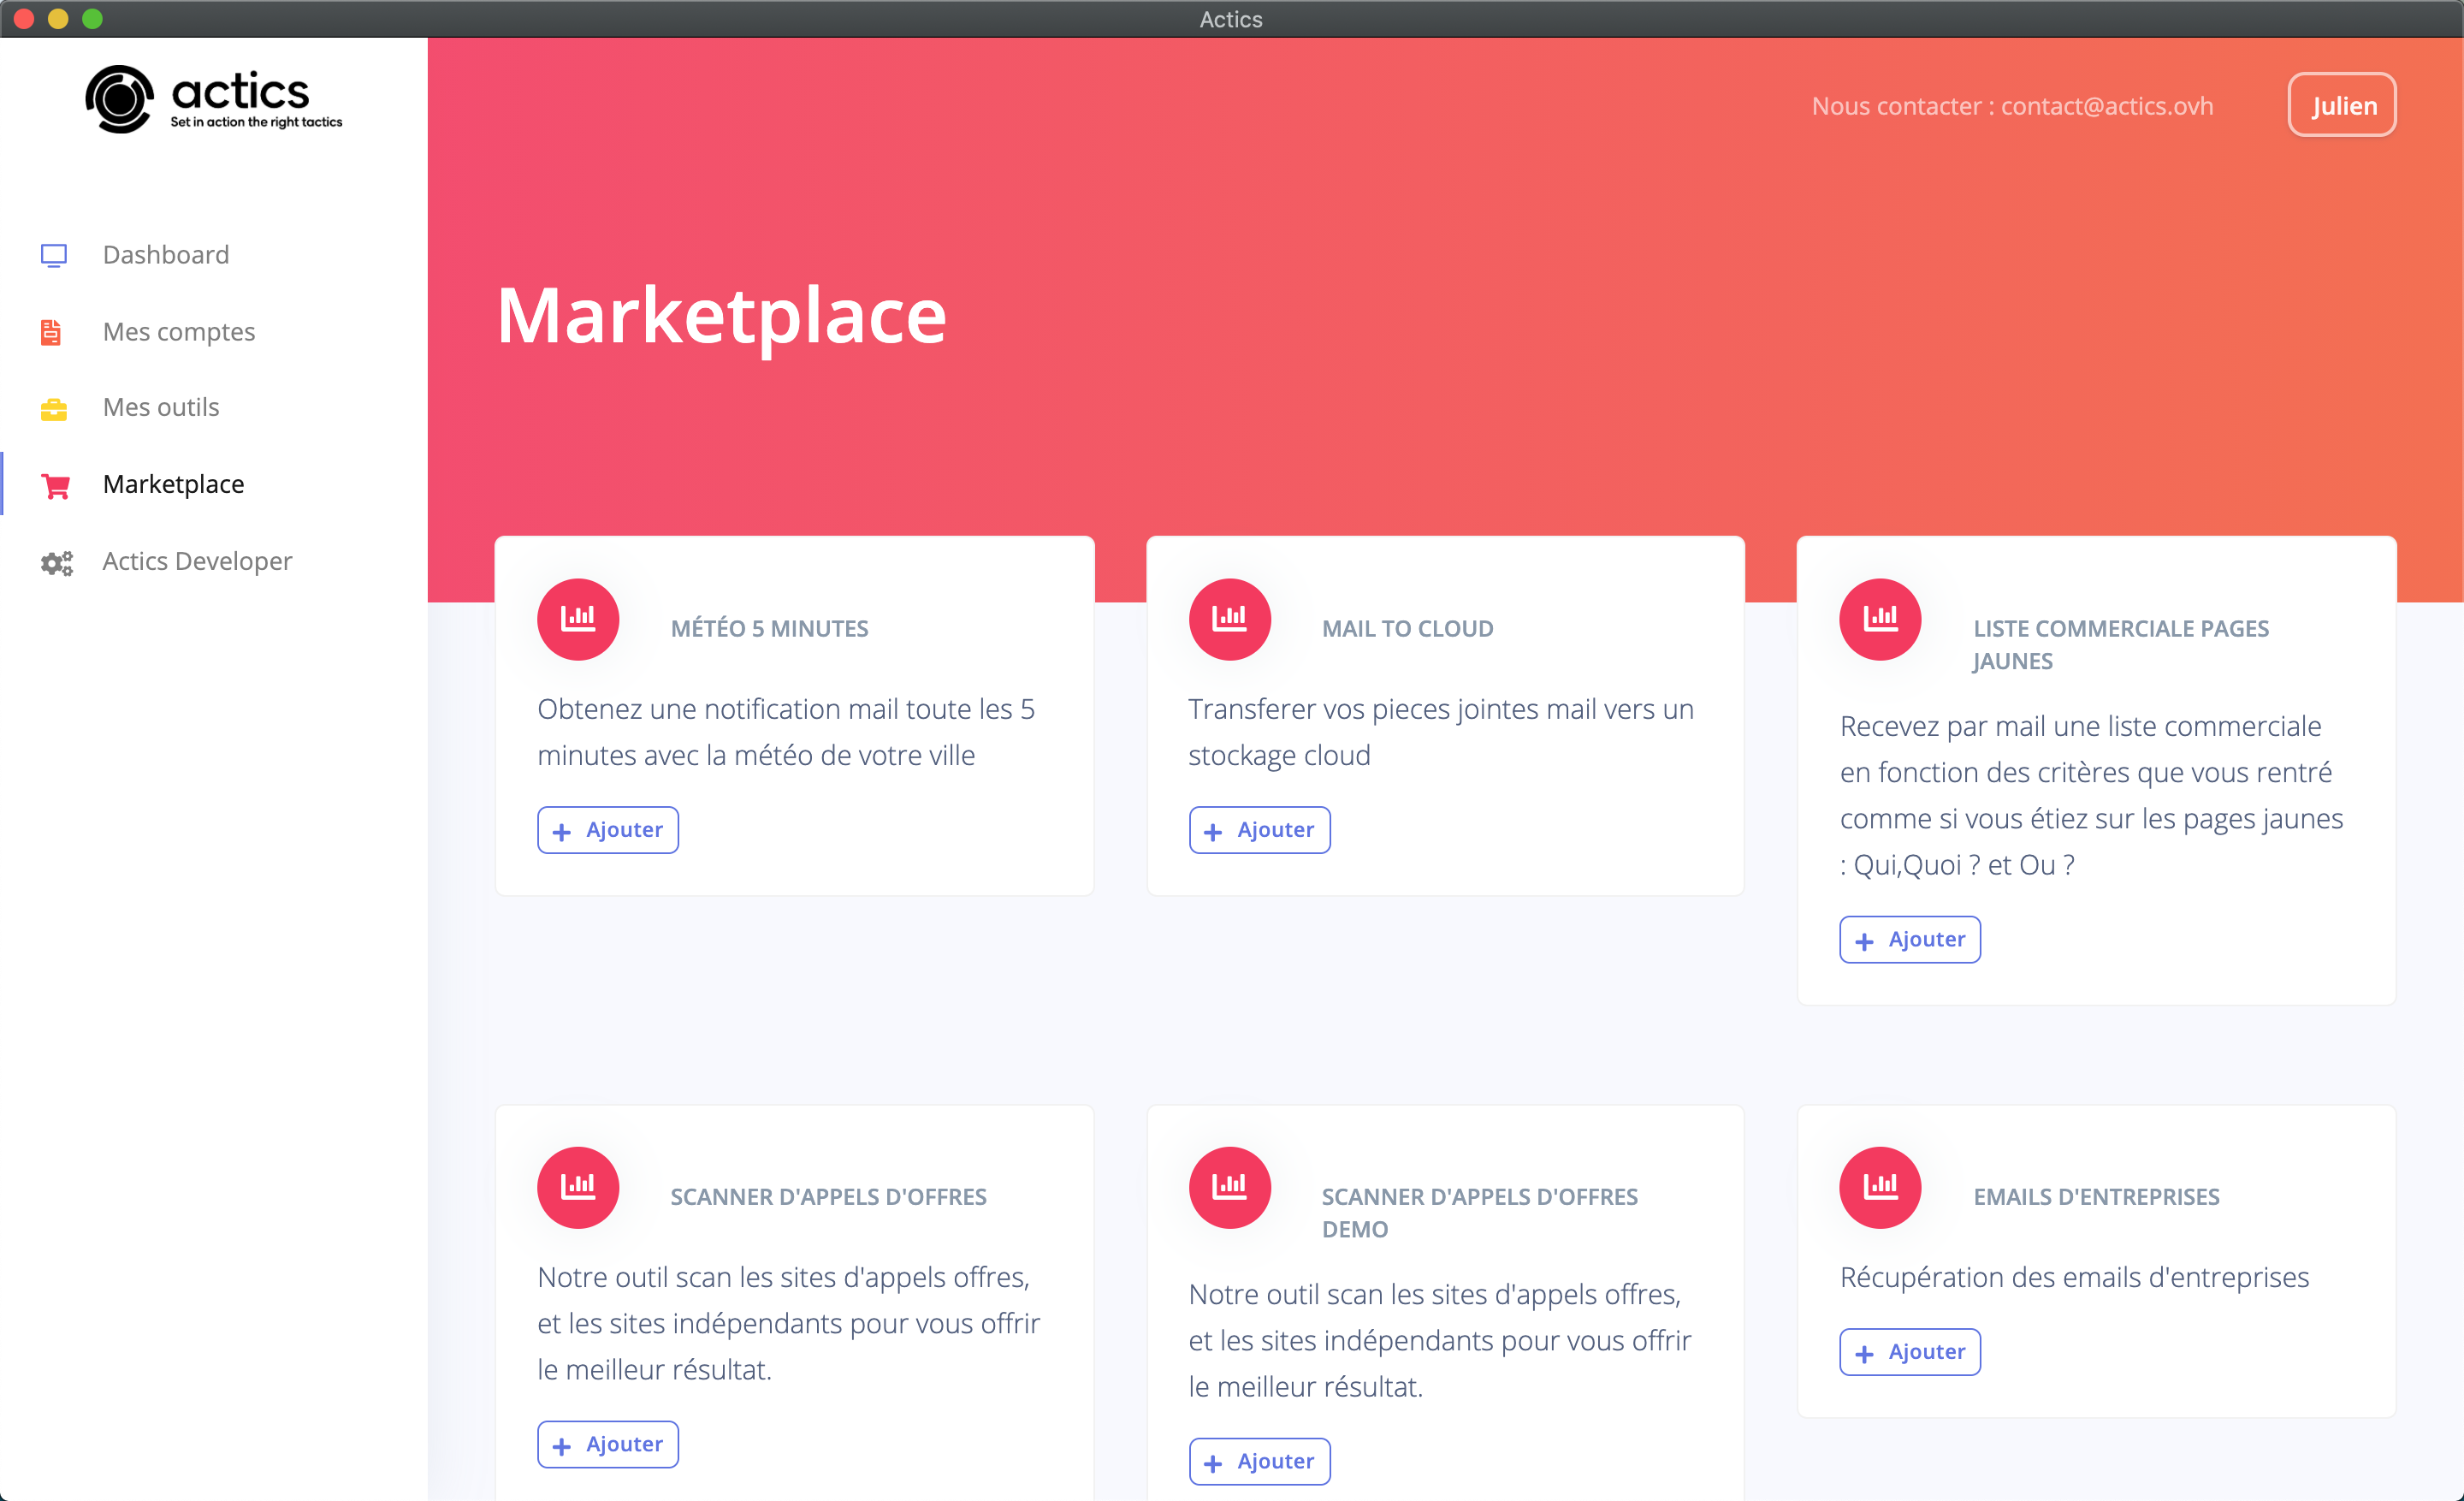 Actics
actics
Set in action the right tactics
Nous contacter : contact@actics.ovh
Julien
Dashboard
Mes comptes
Mes outils
Marketplace
Actics Developer
Marketplace
MÉTÉO 5 MINUTES
Obtenez une notification mail toute les 5
minutes avec la météo de votre ville
+ Ajouter
MAIL TO CLOUD
Transferer vos pieces jointes mail vers un
stockage cloud
+ Ajouter
LISTE COMMERCIALE PAGES
JAUNES
Recevez par mail une liste commerciale
en fonction des critères que vous rentré
comme si vous étiez sur les pages jaunes
: Qui,Quoi ? et Ou ?
+ Ajouter
SCANNER D'APPELS D'OFFRES
Notre outil scan les sites d'appels offres,
et les sites indépendants pour vous offrir
le meilleur résultat.
+ Ajouter
SCANNER D'APPELS D'OFFRES
DEMO
Notre outil scan les sites d'appels offres,
et les sites indépendants pour vous offrir
le meilleur résultat.
+ Ajouter
EMAILS D'ENTREPRISES
Récupération des emails d'entreprises
+ Ajouter